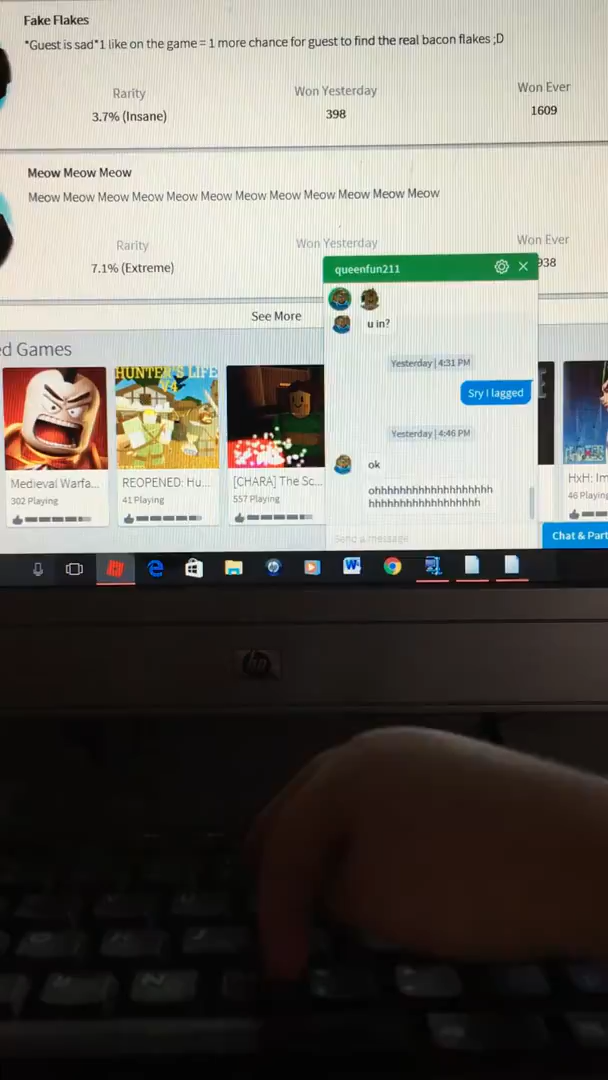 Fake Flakes
*Guest is sad*1 like on the game = 1 more chance for guest to find the real bacon flakes ;D
Rarity
Won Yesterday
Won Ever
3.7% (Insane)
398
1609
Meow Meow Meow
Meow Meow Meow Meow Meow Meow Meow Meow Meow Meow Meow Meow
Rarity
Won Yesterday
Won Ever
7.1% (Extreme)
938
queenfun211
u in?
Yesterday | 4:31 PM
Sry I lagged
Yesterday | 4:46 PM
ok
ohhhhhhhhhhhhhhhhhhh
hhhhhhhhhhhhhhhhhh
Send a message
Chat & Part
See More
d Games
HUNTER'S LIFE
Medieval Warfa...
302 Playing
REOPENED: Hu...
41 Playing
[CHARA] The Sc...
557 Playing
HxH: Im
46 Playing
hp